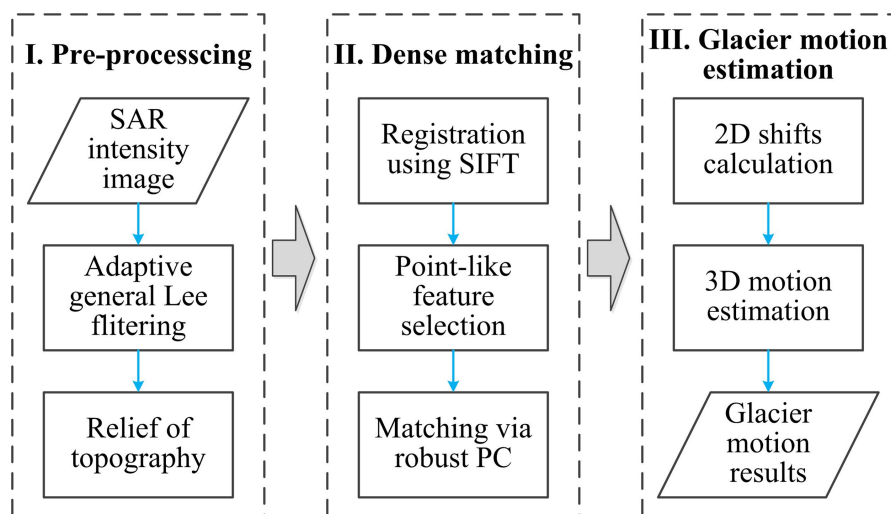 I. Pre-processcing
SAR
intensity
image
Adaptive
general Lee
flitering
Relief of
topography
II. Dense matching
Registration
using SIFT
Point-like
feature
selection
Matching via
robust PC
III. Glacier motion
estimation
2D shifts
calculation
3D motion
estimation
Glacier
motion
results